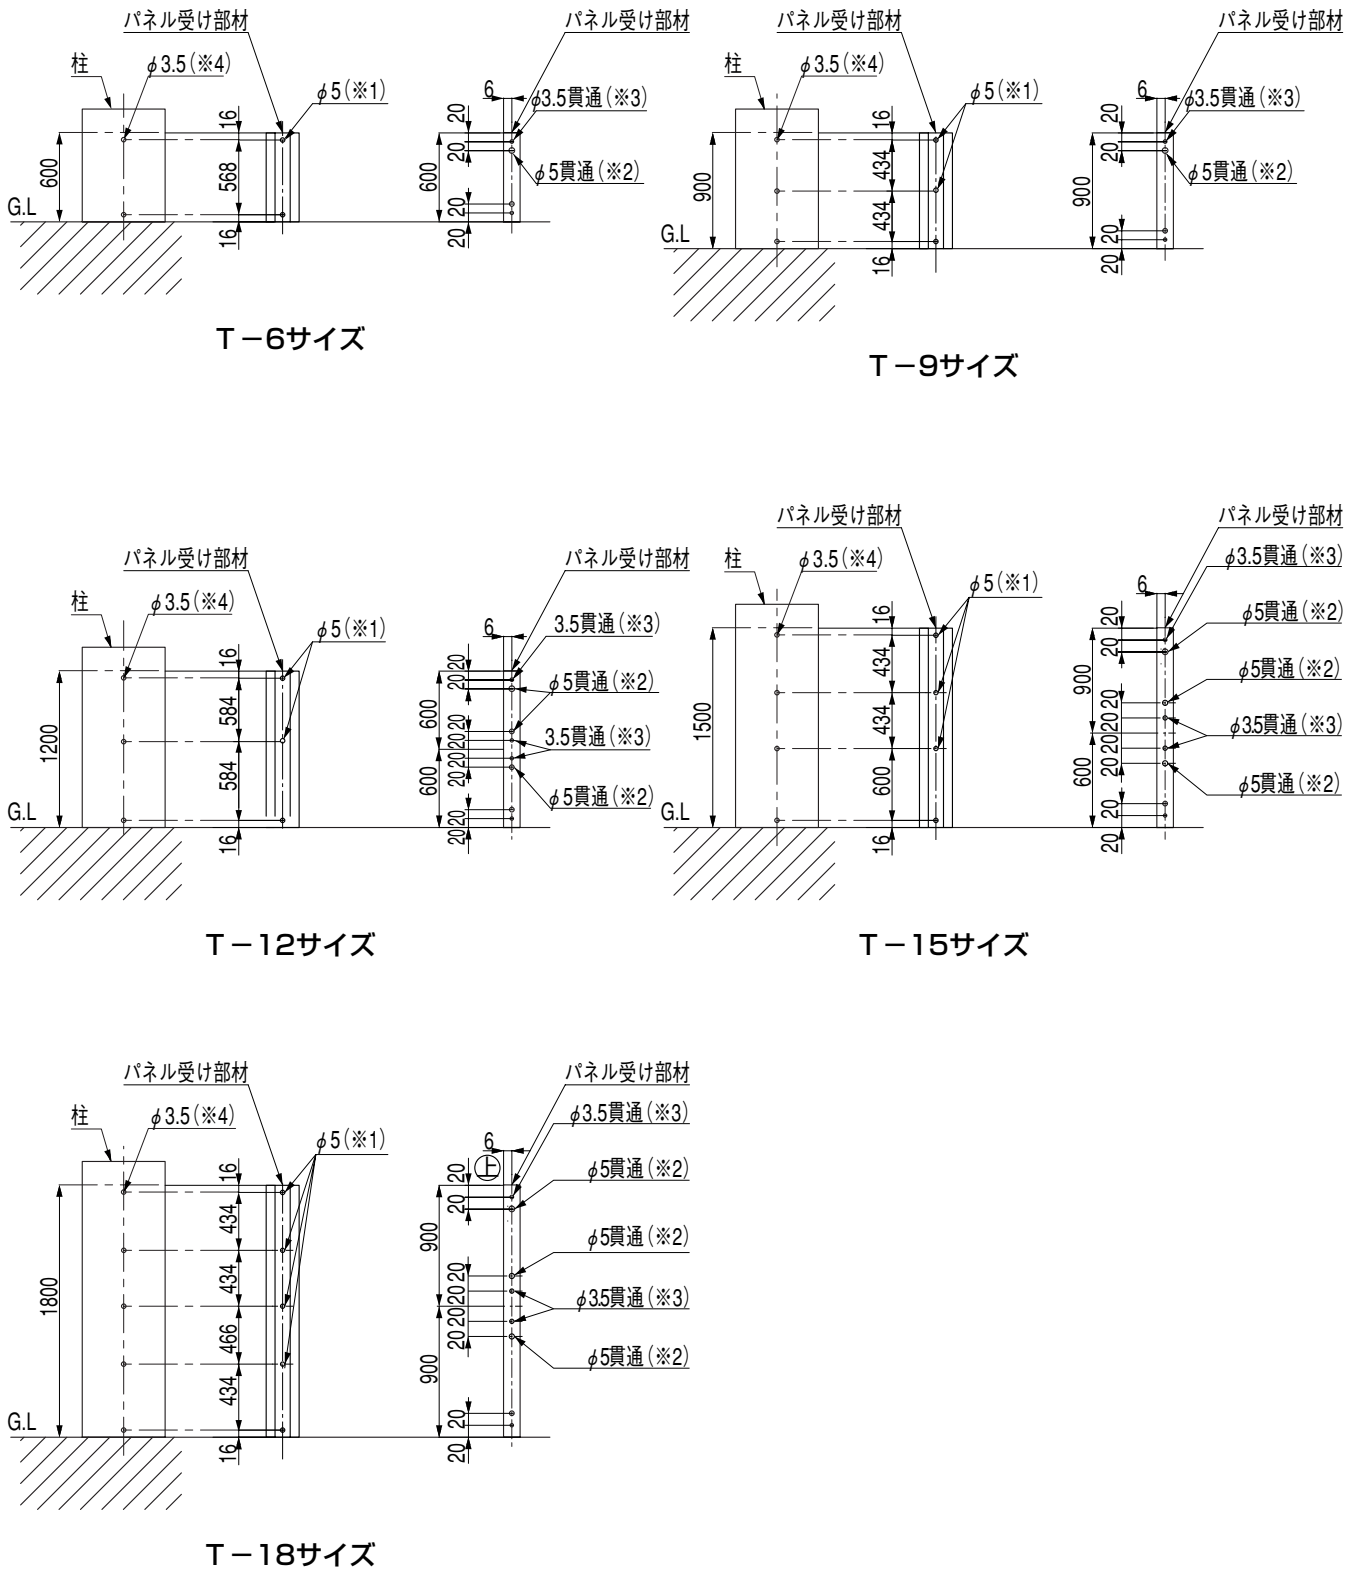 パネル受け部材
柱
φ3.5(※4)
φ5(※1)
16
568
16
600
G.L
パネル受け部材
6
φ3.5貫通(※3)
φ5貫通(※2)
20
20
600
20
20
T－6サイズ
パネル受け部材
柱
φ3.5(※4)
φ5(※1)
16
434
434
16
900
G.L
パネル受け部材
6
φ3.5貫通(※3)
φ5貫通(※2)
20
20
900
20
20
T－9サイズ
パネル受け部材
柱
φ3.5(※4)
φ5(※1)
16
584
584
16
1200
G.L
パネル受け部材
6
3.5貫通(※3)
φ5貫通(※2)
3.5貫通(※3)
φ5貫通(※2)
20
20
600
20
20
20
20
600
20
20
T－12サイズ
パネル受け部材
柱
φ3.5(※4)
φ5(※1)
16
434
434
600
16
1500
G.L
パネル受け部材
φ3.5貫通(※3)
6
φ5貫通(※2)
φ5貫通(※2)
φ3.5貫通(※3)
φ5貫通(※2)
20
20
900
20
20
20
20
600
20
20
T－15サイズ
パネル受け部材
柱
φ3.5(※4)
φ5(※1)
16
434
434
466
434
16
1800
G.L
パネル受け部材
φ3.5貫通(※3)
6
上
φ5貫通(※2)
φ5貫通(※2)
φ3.5貫通(※3)
φ5貫通(※2)
20
20
900
20
20
20
20
900
20
20
T－18サイズ